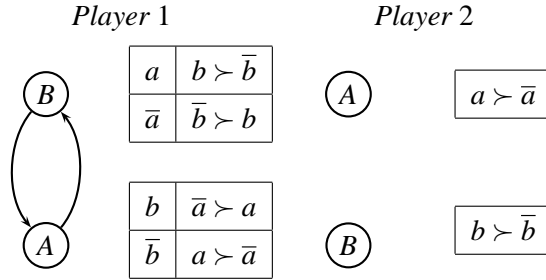 Player 1 Player 2
B a b ≻ b̅ A a ≻ a̅
a̅ b̅ ≻ b
A b a̅ ≻ a B b ≻ b̅
b̅ a ≻ a̅